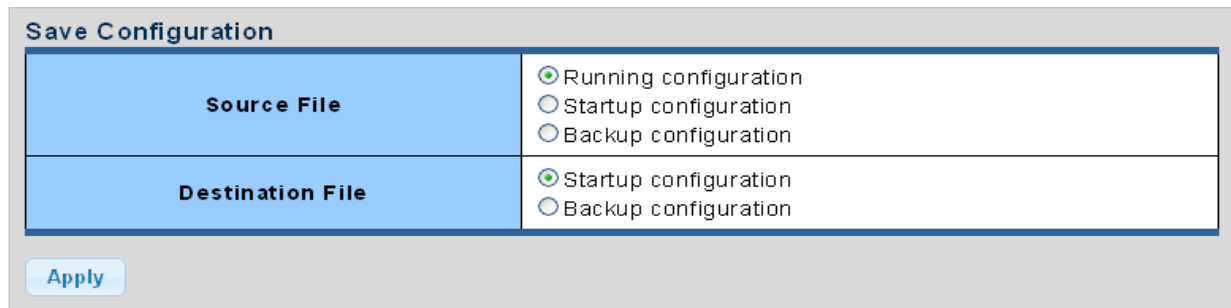 Save Configuration
Source File
Running configuration
Startup configuration
Backup configuration
Destination File
Startup configuration
Backup configuration
Apply